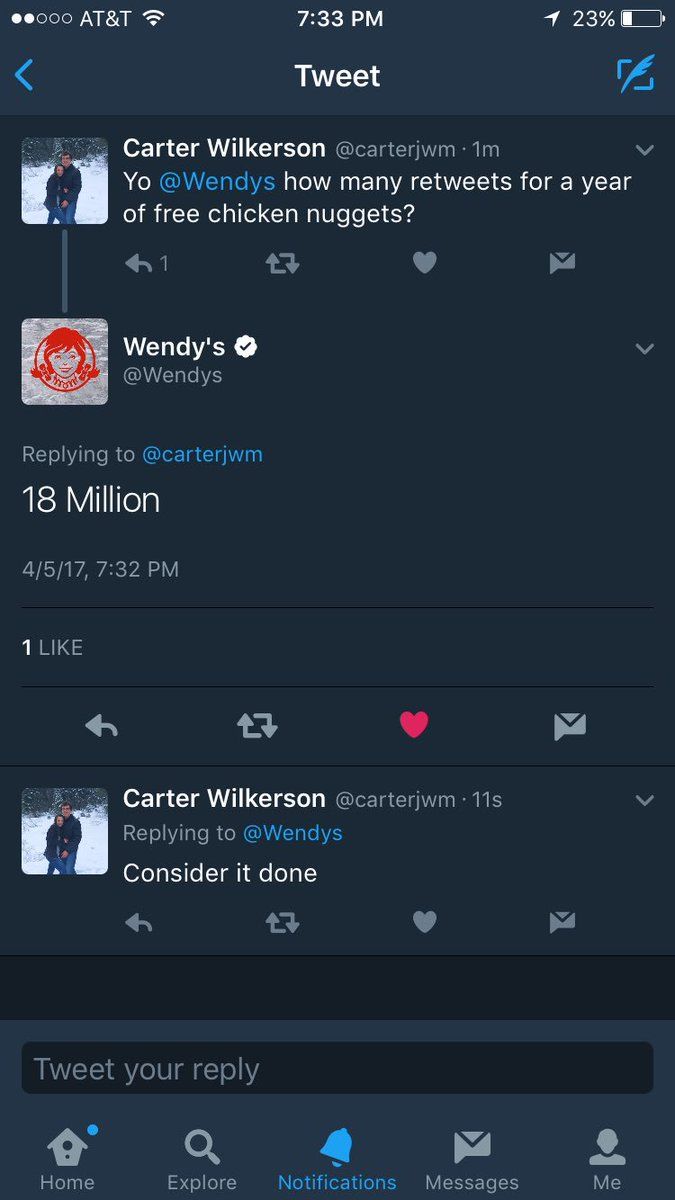 AT&T 7:33 PM 23%
Tweet
Carter Wilkerson @carterjwm · 1m
Yo @Wendys how many retweets for a year
of free chicken nuggets?
1
Wendy's
@Wendys
Replying to @carterjwm
18 Million
4/5/17, 7:32 PM
1 LIKE
Carter Wilkerson @carterjwm · 11s
Replying to @Wendys
Consider it done
Tweet your reply
Home Explore Notifications Messages Me